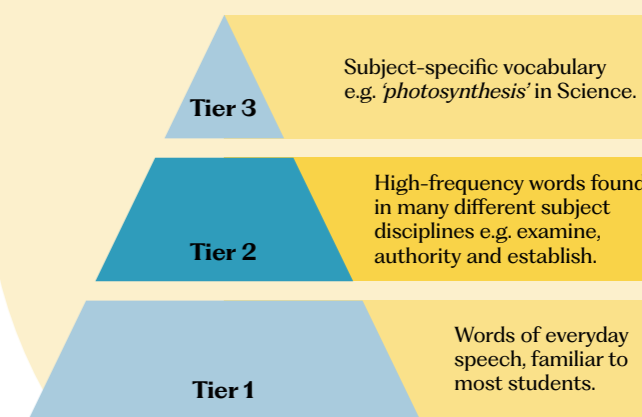 Tier 3
Subject-specific vocabulary
e.g. ‘photosynthesis’ in Science.
Tier 2
High-frequency words found
in many different subject
disciplines e.g. examine,
authority and establish.
Tier 1
Words of everyday
speech, familiar to
most students.